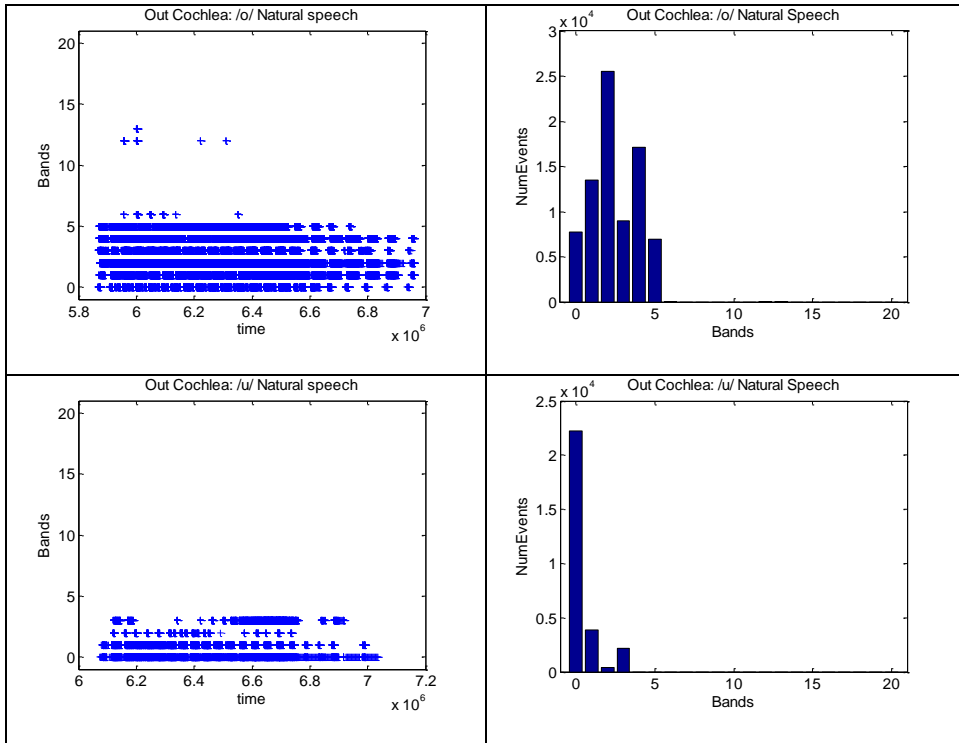 Out Cochlea: /o/ Natural speech
20
15
10
5
0
Bands
5.8 6 6.2 6.4 6.6 6.8 7
time
x 10^6
Out Cochlea: /o/ Natural speech
x 10^4
3
2.5
2
1.5
1
0.5
0
NumEvents
0 5 10 15 20
Bands
Out Cochlea: /u/ Natural speech
20
15
10
5
0
Bands
6 6.2 6.4 6.6 6.8 7 7.2
time
x 10^6
Out Cochlea: /u/ Natural Speech
x 10^4
2.5
2
1.5
1
0.5
0
NumEvents
0 5 10 15 20
Bands